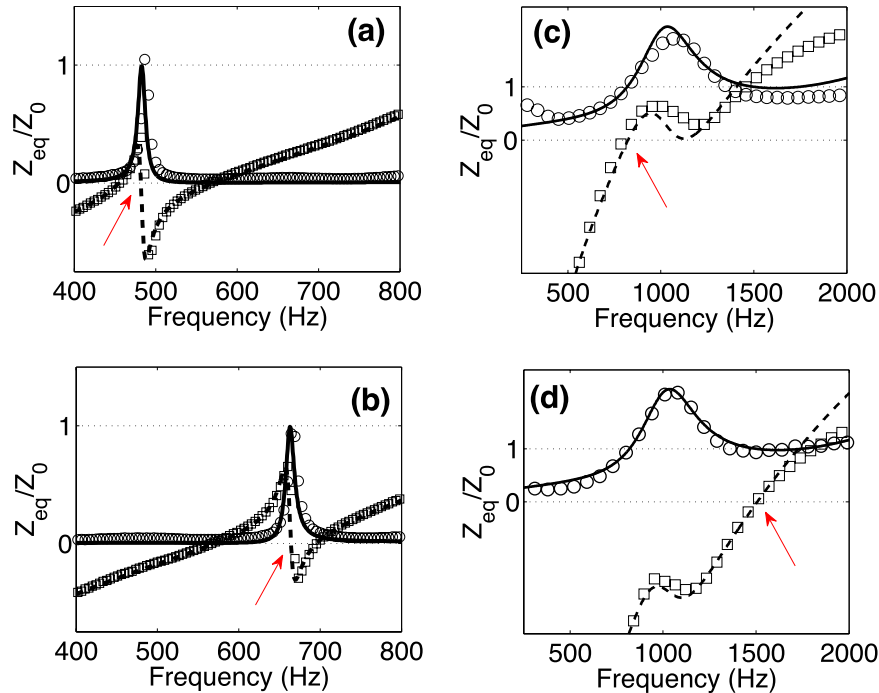 (a)
1
0
Z_eq/Z_0
400 500 600 700 800
Frequency (Hz)
(c)
1
0
Z_eq/Z_0
500 1000 1500 2000
Frequency (Hz)
(b)
1
0
Z_eq/Z_0
400 500 600 700 800
Frequency (Hz)
(d)
1
0
Z_eq/Z_0
500 1000 1500 2000
Frequency (Hz)